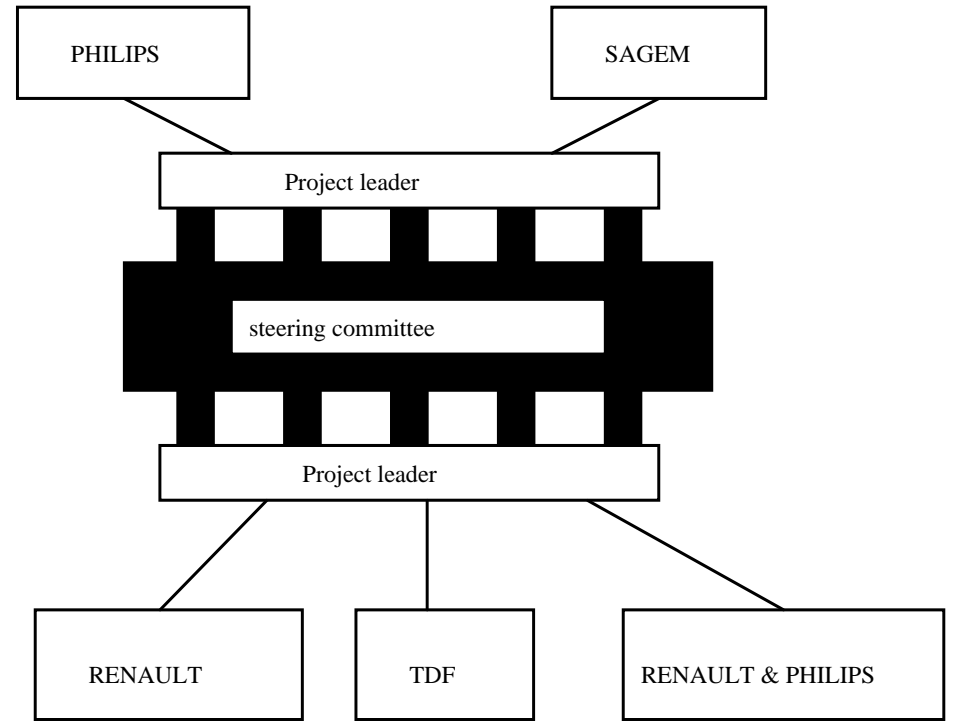 PHILIPS
SAGEM
Project leader
steering committee
Project leader
RENAULT
TDF
RENAULT & PHILIPS